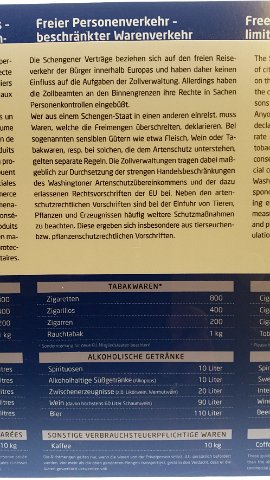 Freier Personenverkehr -
beschränkter Warenverkehr
Die Schengener Verträge beziehen sich auf den freien Reise-
verkehr der Bürger innerhalb Europas und haben daher keinen
Einfluss auf die Aufgaben der Zollverwaltung. Allerdings haben
die Zollbeamten an den Binnengrenzen ihre Rechte in Sachen
Personenkontrollen eingebüßt.
Wer aus einem Schengen-Staat in einen anderen einreist, muss
Waren, welche die Freimengen überschreiten, deklarieren. Bei
sogenannten sensiblen Gütern wie etwa Fleisch, Wein oder Ta-
bakwaren, resp. bei solchen, die dem Artenschutz unterstehen,
gelten separate Regeln. Die Zollverwaltungen tragen dabei maß-
geblich zur Durchsetzung der strengen Handelsbeschränkungen
des Washingtoner Artenschutzübereinkommens und der dazu
erlassenen Rechtsvorschriften der EU bei. Neben den arten-
schutzrechtlichen Vorschriften sind bei der Einfuhr von Tieren,
Pflanzen und Erzeugnissen häufig weitere Schutzmaßnahmen
zu beachten. Diese ergeben sich insbesondere aus tierseuchen-
bzw. pflanzenschutzrechtlichen Vorschriften.
TABAKWAREN*
Zigaretten 800
Zigarillos 400
Zigarren 200
Rauchtabak 1 kg
ALKOHOLISCHE GETRÄNKE
Spirituosen 10 Liter
Alkoholhaltige Süßgetränke (Alkopops) 10 Liter
Zwischenerzeugnisse (z.B. Likörwein, Wermutwein) 20 Liter
Wein (davon höchstens 60 Liter Schaumwein) 90 Liter
Bier 110 Liter
SONSTIGE VERBRAUCHSTEUERPFLICHTIGE WAREN
Kaffee 10 kg